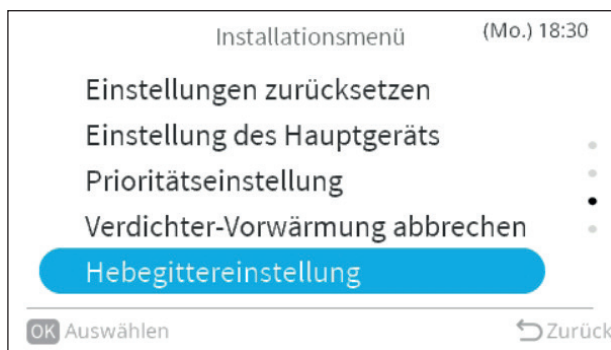 Installationsmenü (Mo.) 18:30
Einstellungen zurücksetzen
Einstellung des Hauptgeräts
Prioritätseinstellung
Verdichter-Vorwärmung abbrechen
Hebegittereinstellung
OK Auswählen Zurück